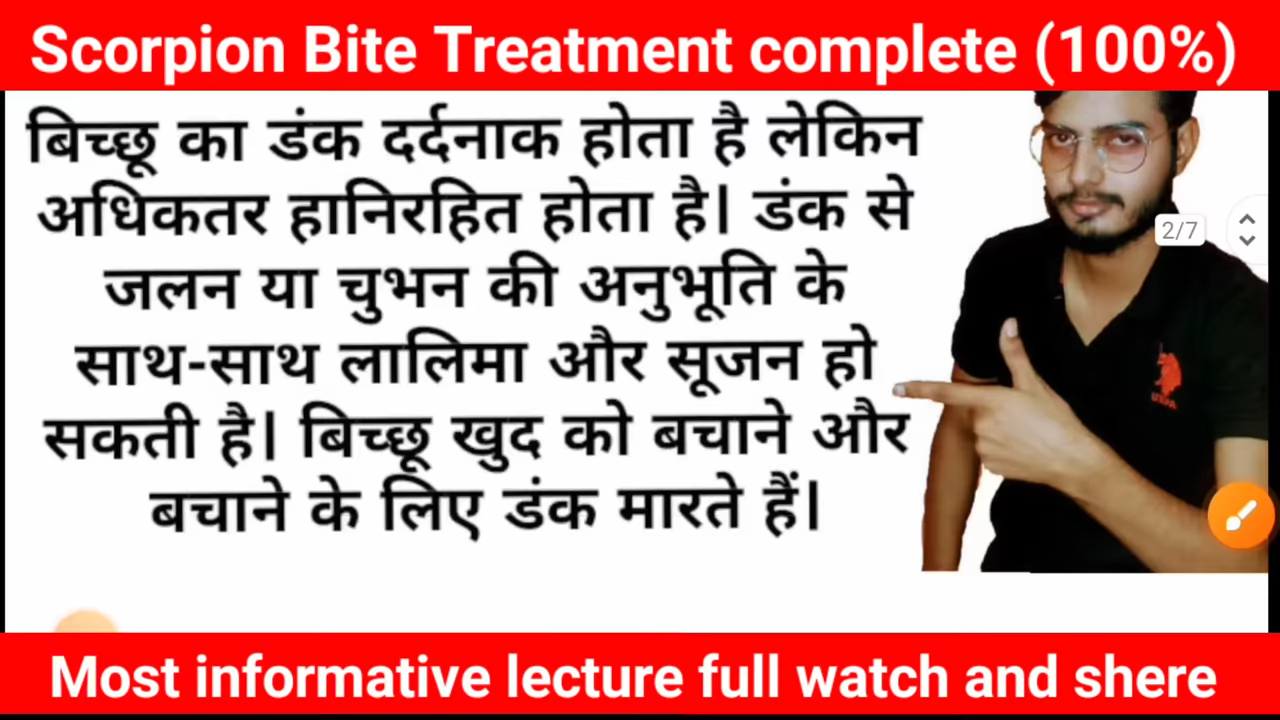 Scorpion Bite Treatment complete (100%)
बिच्छू का डंक दर्दनाक होता है लेकिन
अधिकतर हानिरहित होता है। डंक से
जलन या चुभन की अनुभूति के
साथ-साथ लालिमा और सूजन हो
सकती है। बिच्छू खुद को बचाने और
बचाने के लिए डंक मारते हैं।
2/7
Most informative lecture full watch and shere